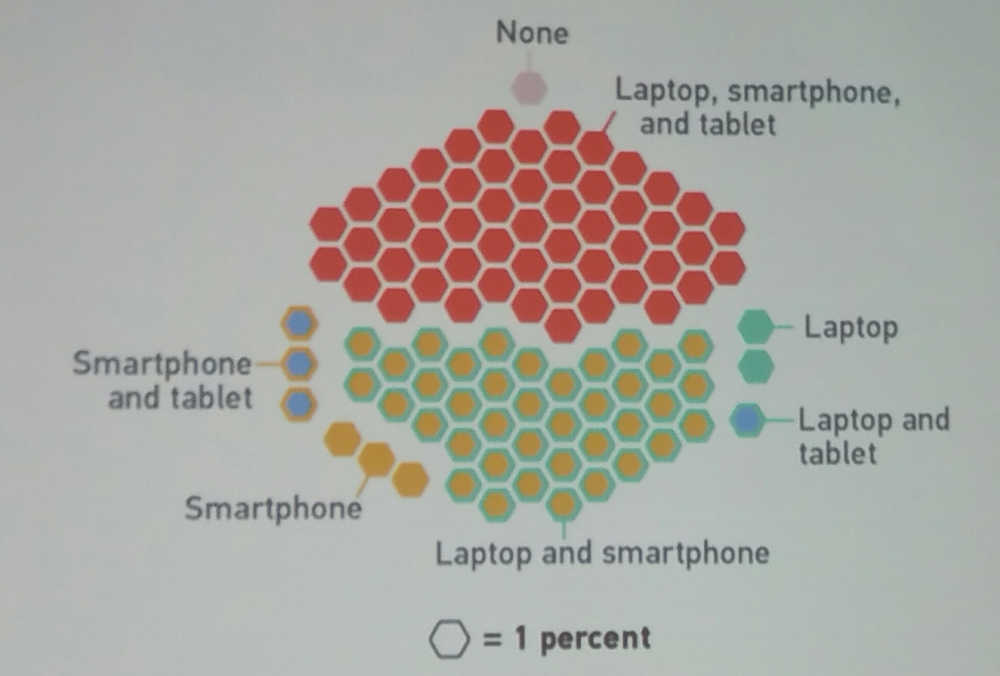 None
Laptop, smartphone,
and tablet
Laptop
Smartphone
and tablet
Laptop and
tablet
Smartphone
Laptop and smartphone
= 1 percent